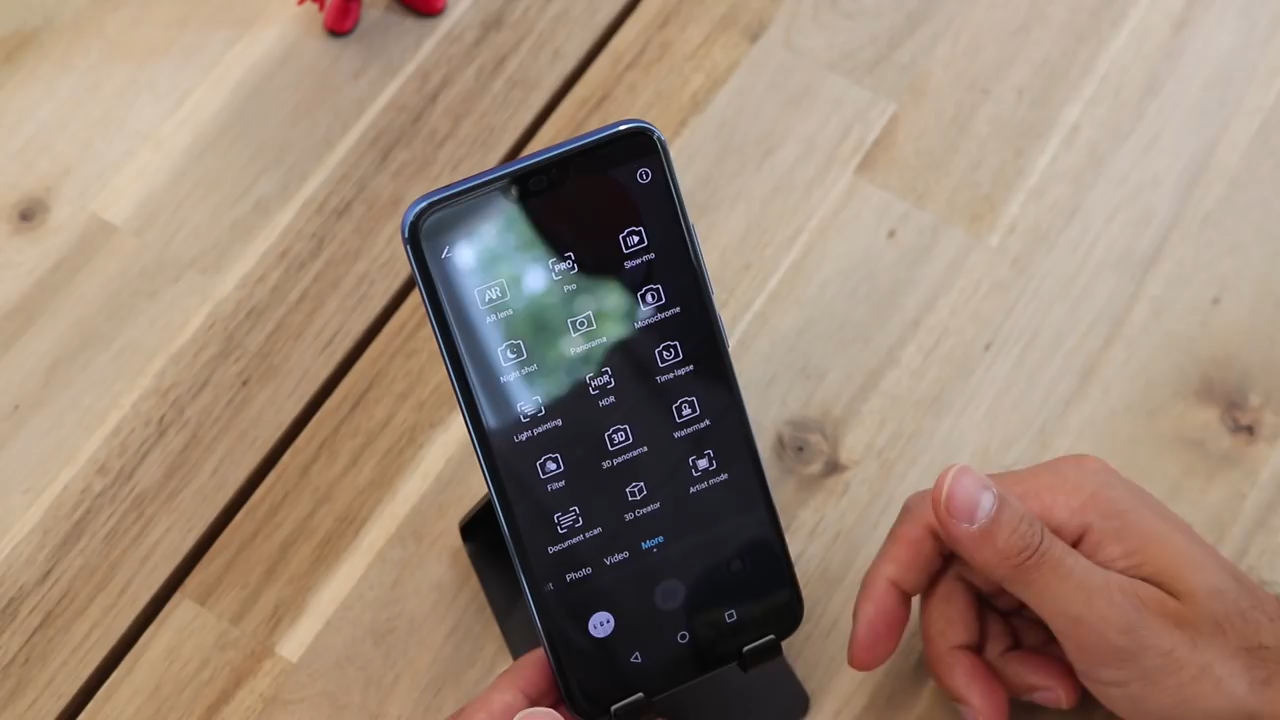 AR
AR lens
PRO
Pro
Slow-mo
Night shot
Panorama
Monochrome
Light painting
HDR
HDR
Time-lapse
Filter
3D
3D panorama
Watermark
Document scan
3D Creator
Artist mode
Photo
Video
More